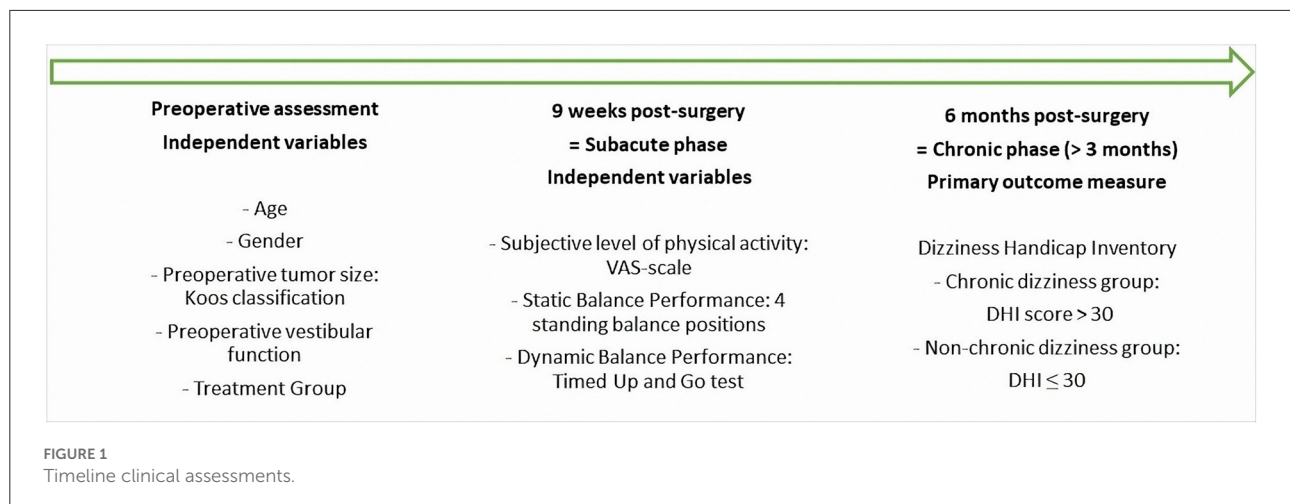 Preoperative assessment
Independent variables
- Age
- Gender
- Preoperative tumor size:
Koos classification
- Preoperative vestibular
function
- Treatment Group
9 weeks post-surgery
= Subacute phase
Independent variables
- Subjective level of physical activity:
VAS-scale
- Static Balance Performance: 4
standing balance positions
- Dynamic Balance Performance:
Timed Up and Go test
6 months post-surgery
= Chronic phase (> 3 months)
Primary outcome measure
Dizziness Handicap Inventory
- Chronic dizziness group:
DHI score > 30
- Non-chronic dizziness group:
DHI ≤ 30
FIGURE 1
Timeline clinical assessments.